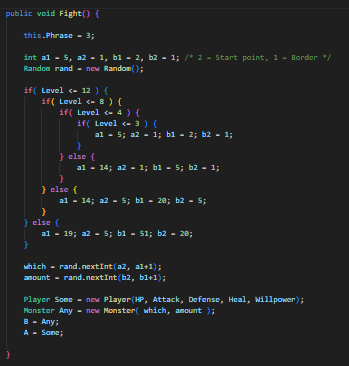 public void Fight() {
this.Phrase = 3;
int a1 = 5, a2 = 1, b1 = 2, b2 = 1; /* 2 = Start point, 1 = Border */
Random rand = new Random();
if( Level <= 12 ) {
if( Level <= 8 ) {
if( Level <= 4 ) {
if( Level <= 3 ) {
a1 = 5; a2 = 1; b1 = 2; b2 = 1;
}
} else {
a1 = 14; a2 = 1; b1 = 5; b2 = 1;
}
} else {
a1 = 14; a2 = 5; b1 = 20; b2 = 5;
}
} else {
a1 = 19; a2 = 5; b1 = 51; b2 = 20;
}
which = rand.nextInt(a2, a1+1);
amount = rand.nextInt(b2, b1+1);
Player Some = new Player(HP, Attack, Defense, Heal, Willpower);
Monster Any = new Monster( which, amount );
B = Any;
A = Some;
}